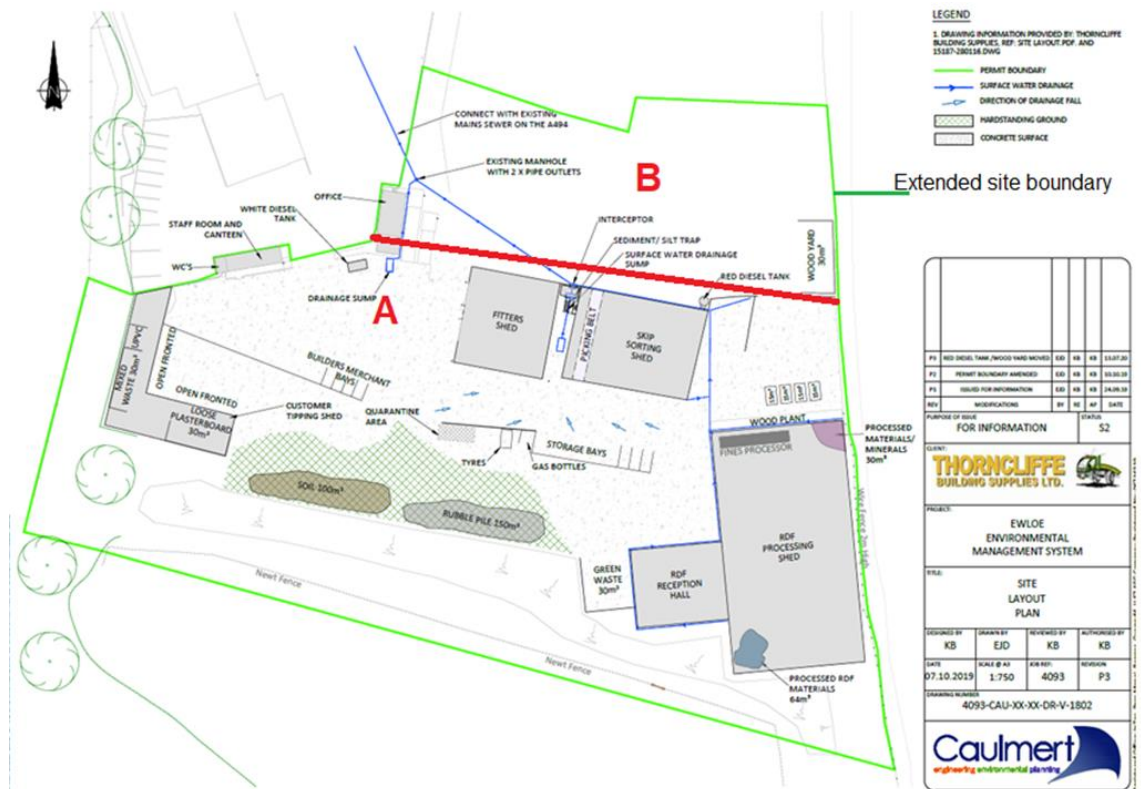 LEGEND
1. DRAWING INFORMATION PROVIDED BY: THORNCLIFFE
BUILDING SUPPLIES, REF: SITE LAYOUT.PDF. AND
15187-280116.DWG
PERMIT BOUNDARY
SURFACE WATER DRAINAGE
DIRECTION OF DRAINAGE FALL
HARDSTANDING GROUND
CONCRETE SURFACE
Extended site boundary
N
CONNECT WITH EXISTING
MAINS SEWER ON THE A494
EXISTING MANHOLE
WITH 2 X PIPE OUTLETS
B
OFFICE
WHITE DIESEL
TANK
STAFF ROOM AND
CANTEEN
WC'S
INTERCEPTOR
SEDIMENT/ SILT TRAP
SURFACE WATER DRAINAGE
SUMP
RED DIESEL TANK
WOOD YARD
30m³
DRAINAGE SUMP
A
FITTERS
SHED
PICKING BELT
SKIP
SORTING
SHED
MIXED
WASTE 30m³
UPVC
OPEN FRONTED
OPEN FRONTED
LOOSE
PLASTERBOARD
30m³
BUILDERS MERCHANT
BAYS
CUSTOMER
TIPPING SHED
QUARANTINE
AREA
TYRES
GAS BOTTLES
STORAGE BAYS
WOOD PLANT
FINES PROCESSOR
PROCESSED
MATERIALS/
MINERALS
30m³
SOIL 100m³
RUBBLE PILE 150m³
Wire Fence 2m High
RDF
PROCESSING
SHED
GREEN
WASTE
30m³
RDF
RECEPTION
HALL
Newt Fence
Newt Fence
PROCESSED RDF
MATERIALS
64m³
P3 RED DIESEL TANK /WOOD YARD MOVED EJD KB KB 13.07.20
P2 PERMIT BOUNDARY AMENDED EJD KB KB 10.10.19
P1 ISSUED FOR INFORMATION EJD KB KB 24.09.19
REV MODIFICATIONS BY RE AP DATE
PURPOSE OF ISSUE STATUS
FOR INFORMATION S2
CLIENT:
THORNCLIFFE
BUILDING SUPPLIES LTD.
PROJECT:
EWLOE
ENVIRONMENTAL
MANAGEMENT SYSTEM
TITLE:
SITE
LAYOUT
PLAN
DESIGNED BY DRAWN BY REVIEWED BY AUTHORISED BY
KB EJD KB KB
DATE SCALE @ A3 JOB REF: REVISION
07.10.2019 1:750 4093 P3
DRAWING NUMBER
4093-CAU-XX-XX-DR-V-1802
Caulmert
engineering environmental planning